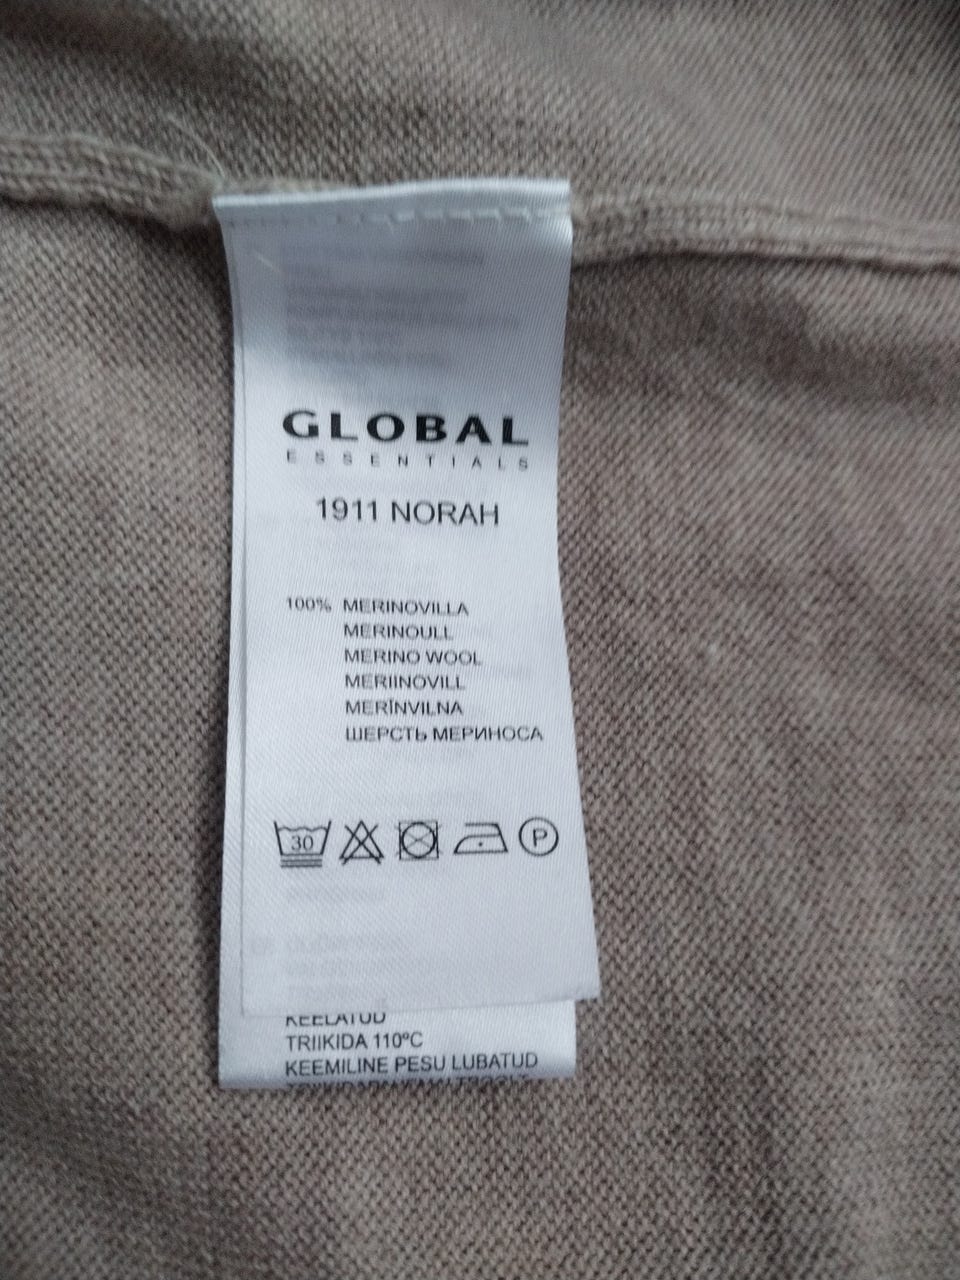 GLOBAL
ESSENTIALS
1911 NORAH
100% MERINOVILLA
MERINOULL
MERINO WOOL
MERIINOVILL
MERĪNVILNA
ШЕРСТЬ МЕРИНОСА
30
P
KEELATUD
TRIIKIDA 110ºC
KEEMILINE PESU LUBATUD